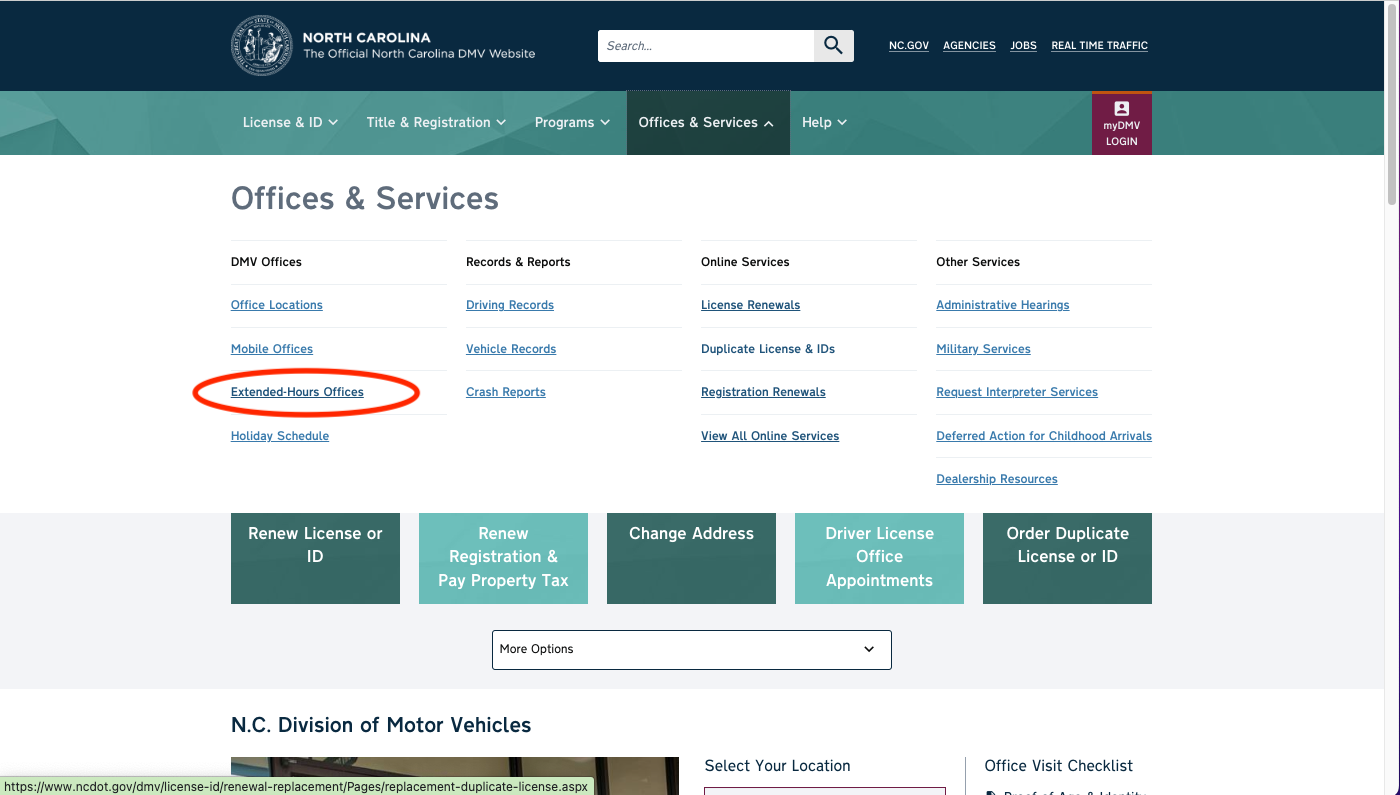 NORTH CAROLINA
The Official North Carolina DMV Website
Search...
NC.GOV AGENCIES JOBS REAL TIME TRAFFIC
License & ID Title & Registration Programs Offices & Services Help
myDMV
LOGIN
Offices & Services
DMV Offices
Office Locations
Mobile Offices
Extended-Hours Offices
Holiday Schedule
Records & Reports
Driving Records
Vehicle Records
Crash Reports
Online Services
License Renewals
Duplicate License & IDs
Registration Renewals
View All Online Services
Other Services
Administrative Hearings
Military Services
Request Interpreter Services
Deferred Action for Childhood Arrivals
Dealership Resources
Renew License or
ID
Renew
Registration &
Pay Property Tax
Change Address
Driver License
Office
Appointments
Order Duplicate
License or ID
More Options
N.C. Division of Motor Vehicles
Select Your Location
Office Visit Checklist
Proof of Age & Identity
https://www.ncdot.gov/dmv/license-id/renewal-replacement/Pages/replacement-duplicate-license.aspx